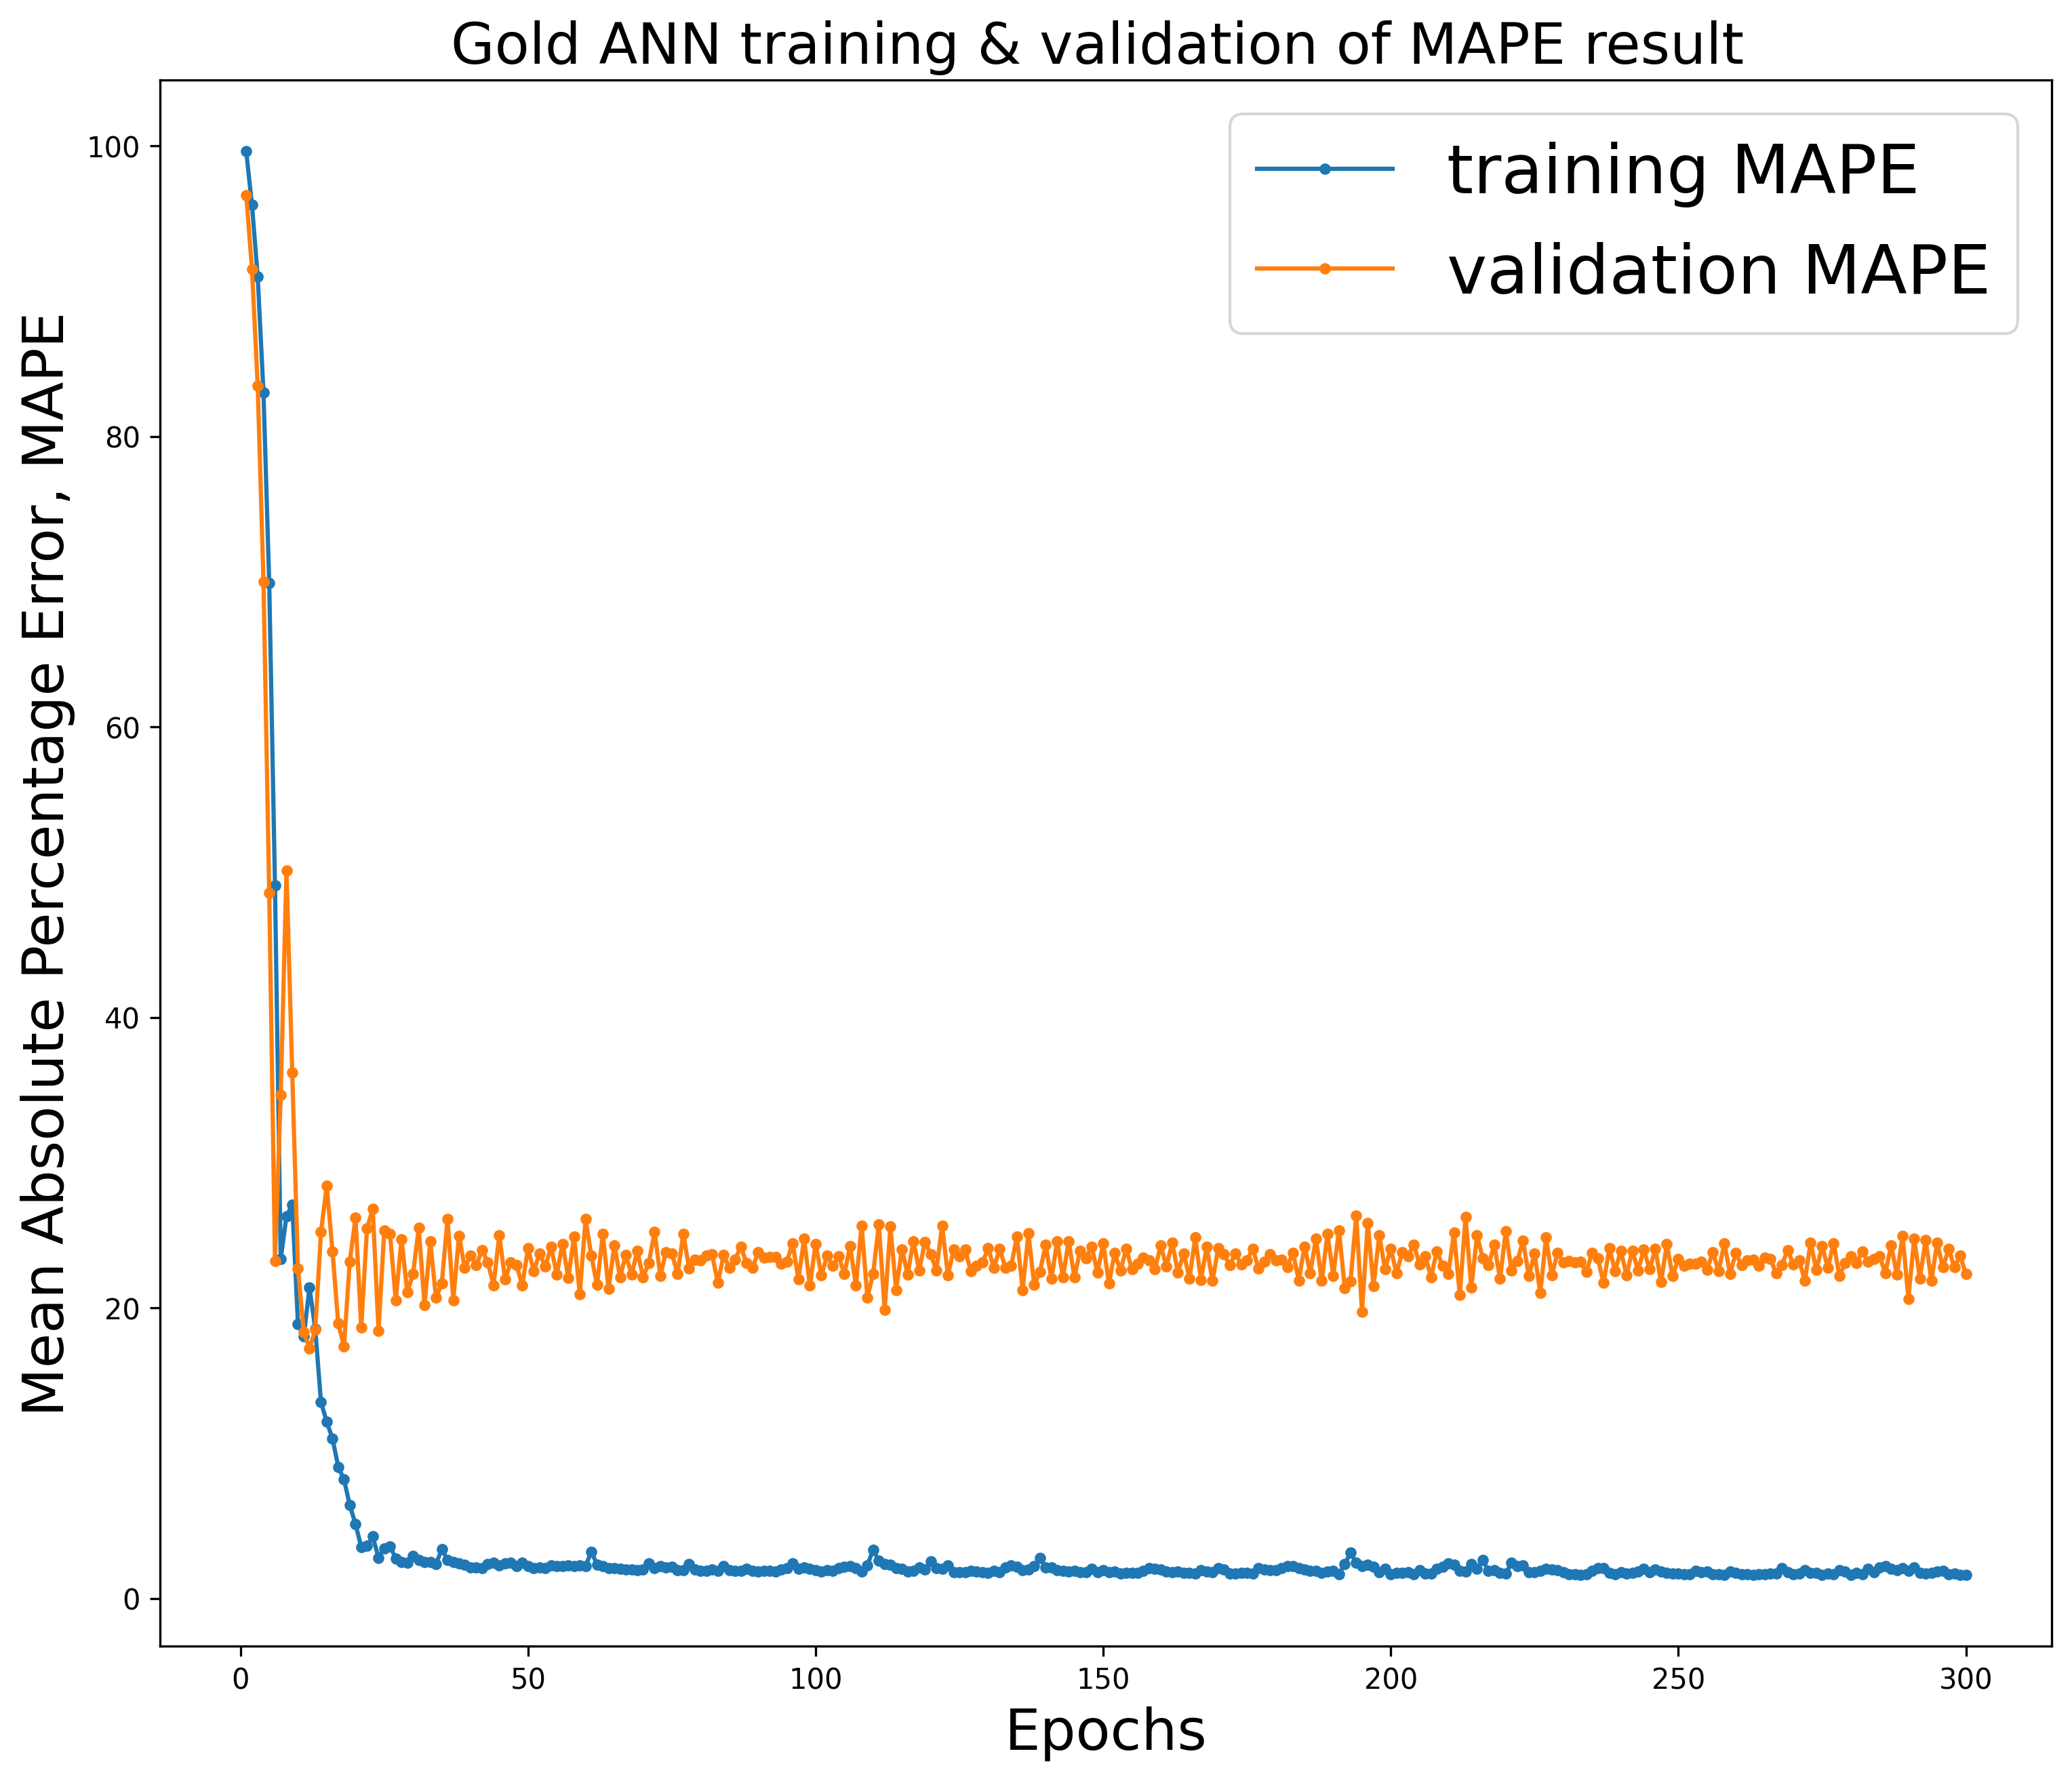 Gold ANN training & validation of MAPE result
training MAPE
validation MAPE
Mean Absolute Percentage Error, MAPE
100
80
60
40
20
0
0 50 100 150 200 250 300
Epochs